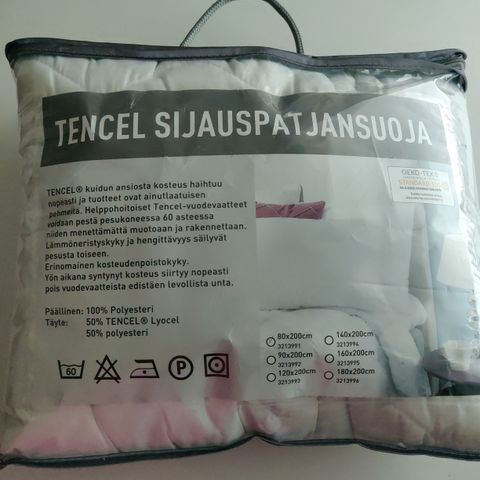 TENCEL SIJAUSPATJANSUOJA
OEKO-TEX®
STANDARD 100
TENCEL® kuidun ansiosta kosteus haihtuu
nopeasti ja tuotteet ovat ainutlaatuisen
pehmeitä. Helppohoitoiset Tencel-vuodevaatteet
voidaan pestä pesukoneessa 60 asteessa
niiden menettämättä muotoaan ja rakennettaan.
Lämmöneristyskyky ja hengittävyys säilyvät
pesusta toiseen.
Erinomainen kosteudenpoistokyky.
Yön aikana syntynyt kosteus siirtyy nopeasti
pois vuodevaatteista edistäen levollista unta.
Päällinen: 100% Polyesteri
Täyte: 50% TENCEL® Lyocel
50% polyesteri
80x200cm
3213991
90x200cm
3213992
120x200cm
3213993
140x200cm
3213994
160x200cm
3213995
180x200cm
3213996
60
P